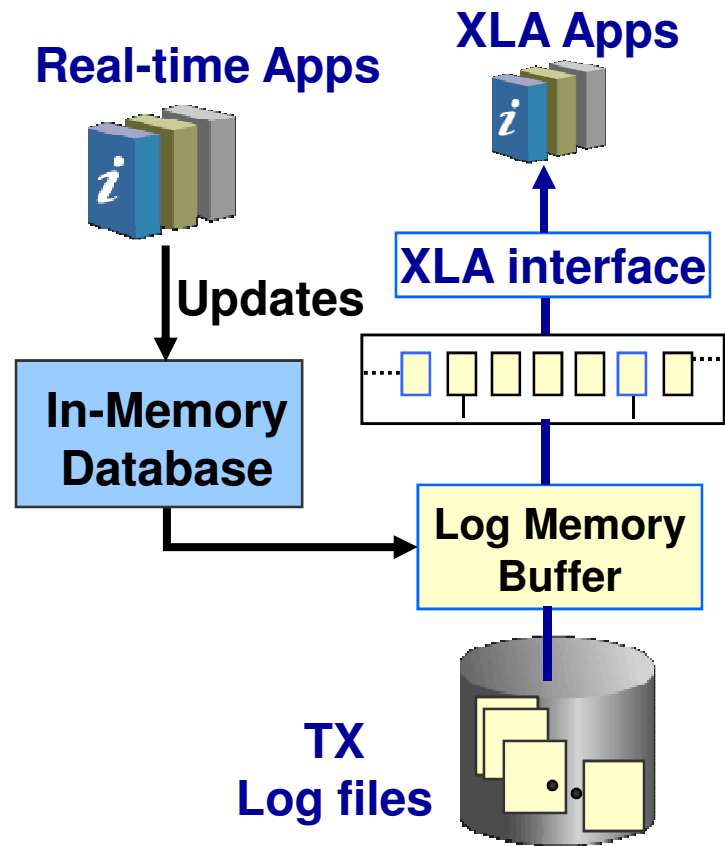 XLA Apps
Real-time Apps
i
i
XLA interface
Updates
In-Memory
Database
Log Memory
Buffer
TX
Log files